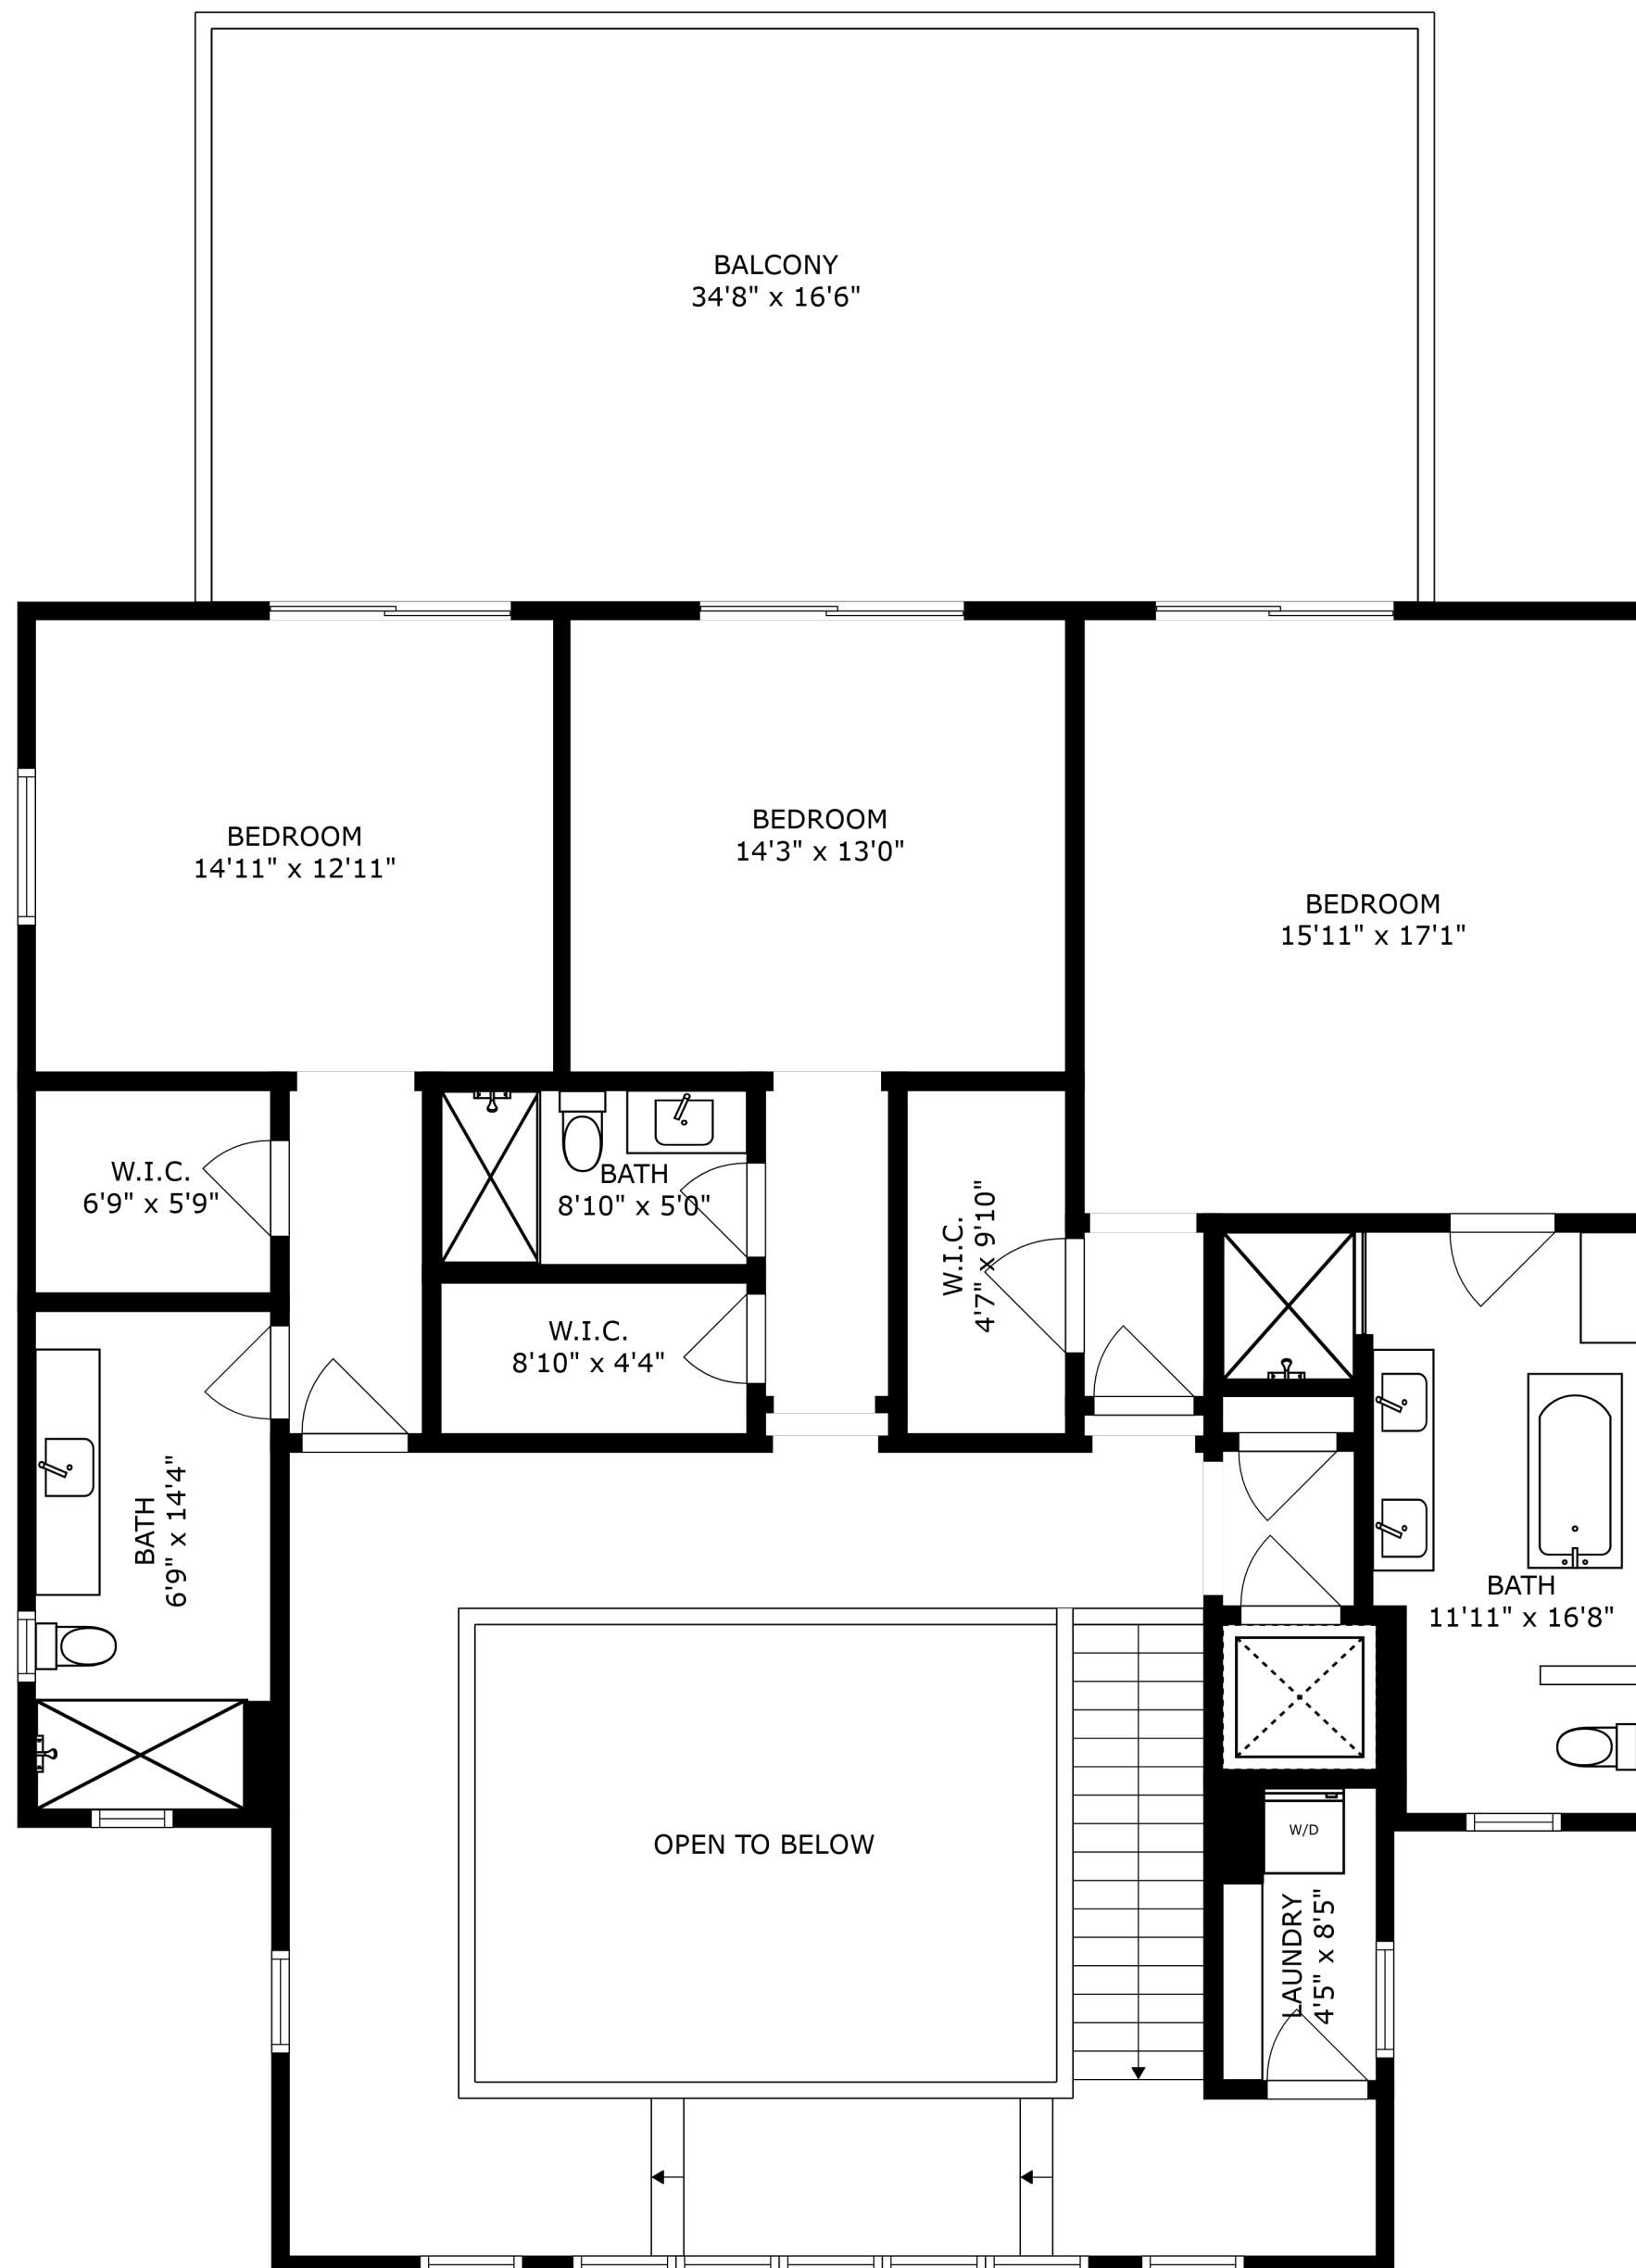 BALCONY
34'8" x 16'6"
BEDROOM
14'11" x 12'11"
BEDROOM
14'3" x 13'0"
BEDROOM
15'11" x 17'1"
W.I.C.
6'9" x 5'9"
BATH
8'10" x 5'0"
W.I.C.
4'7" x 9'10"
W.I.C.
8'10" x 4'4"
BATH
6'9" x 14'4"
BATH
11'11" x 16'8"
OPEN TO BELOW
W/D
LAUNDRY
4'5" x 8'5"